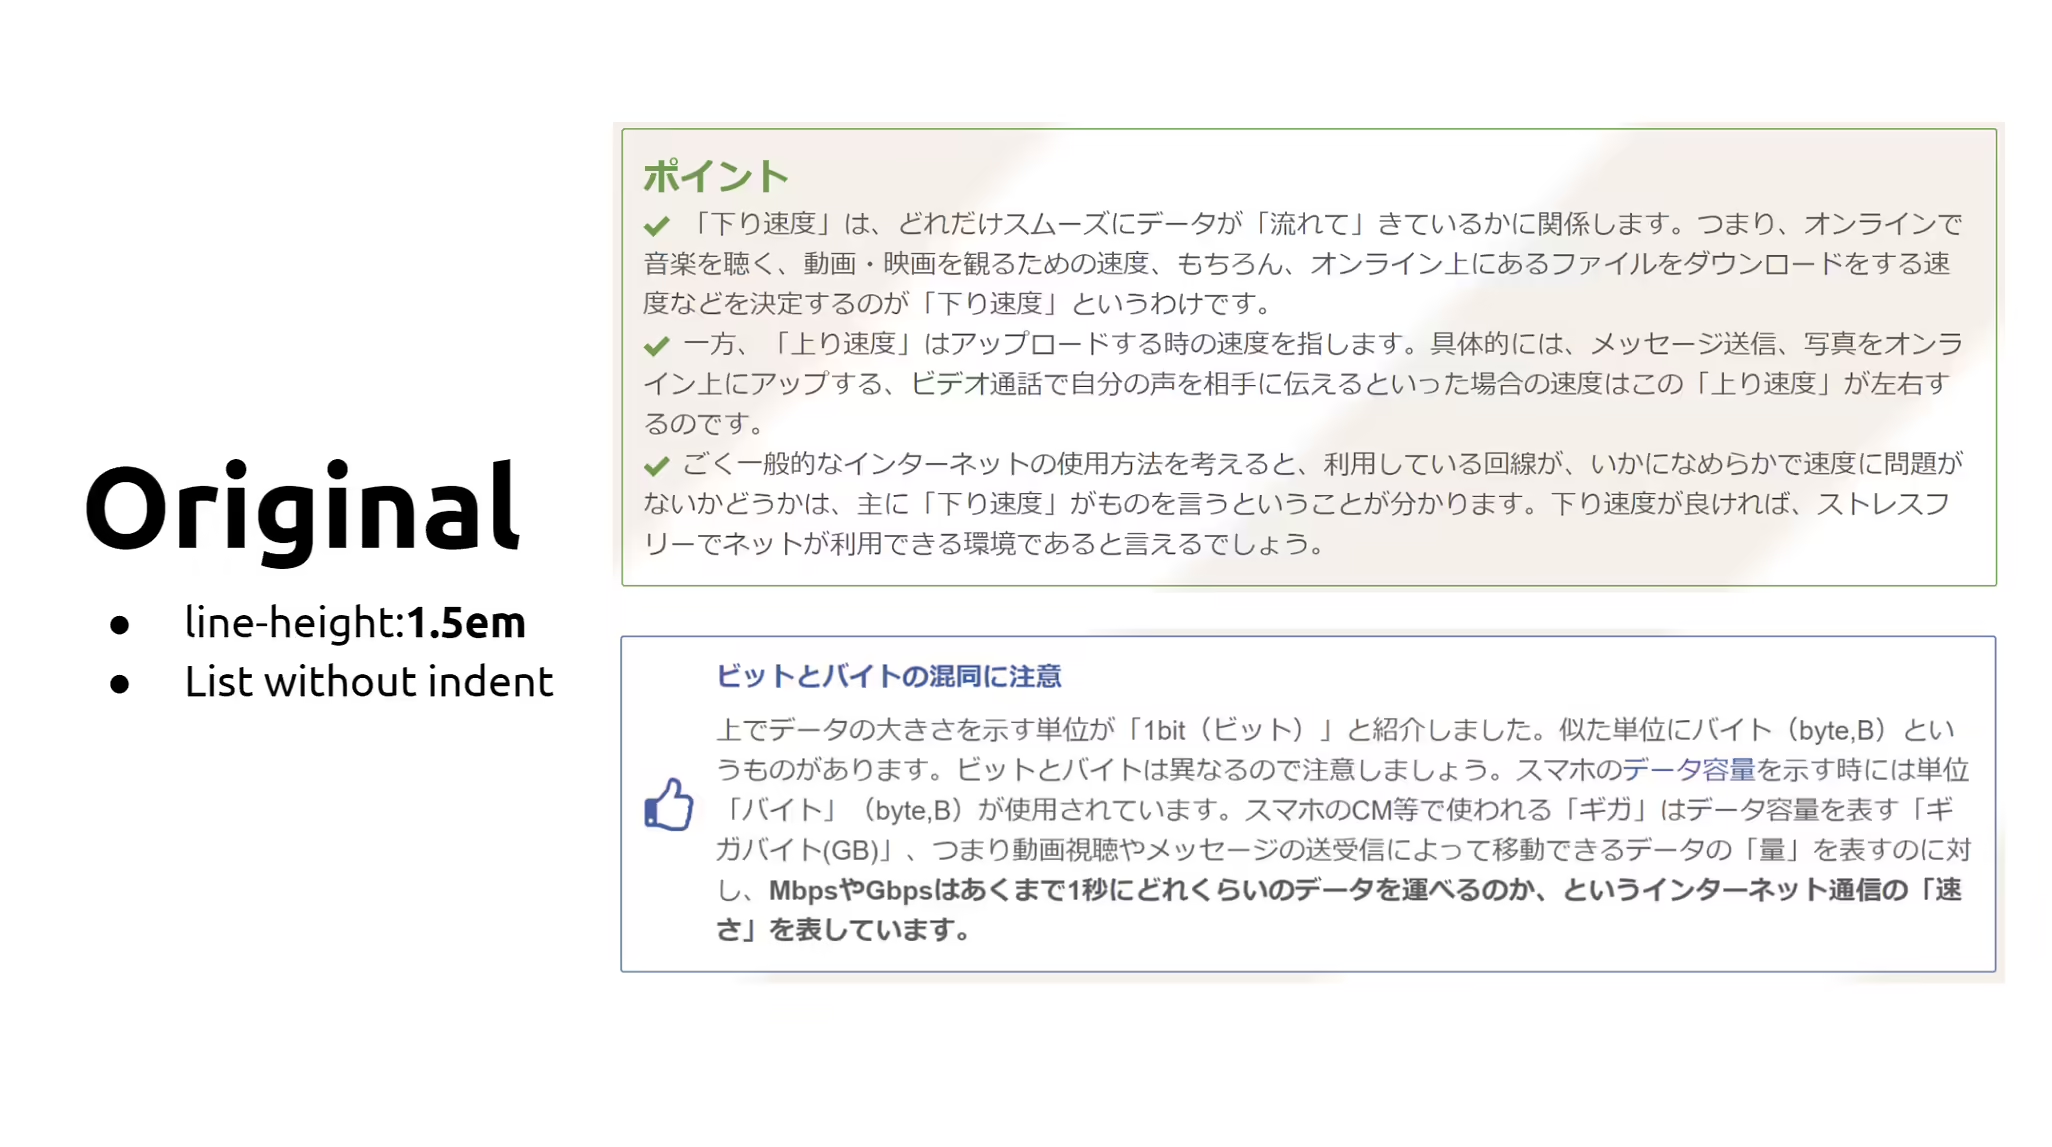 Original
● line-height:1.5em
● List without indent
ポイント
✔ 「下り速度」は、どれだけスムーズにデータが「流れて」きているかに関係します。つまり、オンラインで
音楽を聴く、動画・映画を観るための速度、もちろん、オンライン上にあるファイルをダウンロードをする速
度などを決定するのが「下り速度」というわけです。
✔ 一方、「上り速度」はアップロードする時の速度を指します。具体的には、メッセージ送信、写真をオンラ
イン上にアップする、ビデオ通話で自分の声を相手に伝えるといった場合の速度はこの「上り速度」が左右す
るのです。
✔ ごく一般的なインターネットの使用方法を考えると、利用している回線が、いかになめらかで速度に問題が
ないかどうかは、主に「下り速度」がものを言うということが分かります。下り速度が良ければ、ストレスフ
リーでネットが利用できる環境であると言えるでしょう。
ビットとバイトの混同に注意
上でデータの大きさを示す単位が「1bit（ビット）」と紹介しました。似た単位にバイト（byte,B）とい
うものがあります。ビットとバイトは異なるので注意しましょう。スマホのデータ容量を示す時には単位
「バイト」（byte,B）が使用されています。スマホのCM等で使われる「ギガ」はデータ容量を表す「ギ
ガバイト(GB)」、つまり動画視聴やメッセージの送受信によって移動できるデータの「量」を表すのに対
し、MbpsやGbpsはあくまで1秒にどれくらいのデータを運べるのか、というインターネット通信の「速
さ」を表しています。